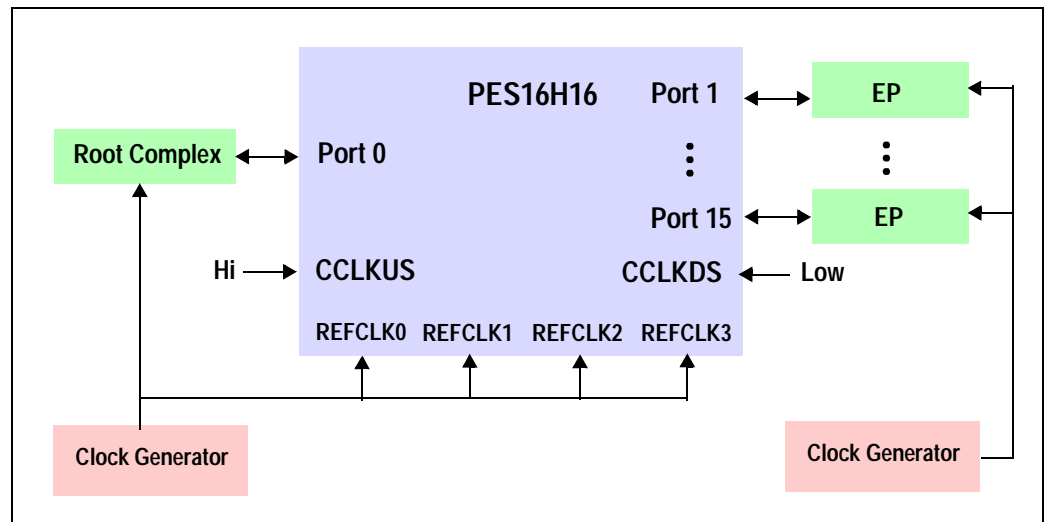 PES16H16
Port 1
EP
Root Complex
Port 0
Port 15
EP
Hi
CCLKUS
CCLKDS
Low
REFCLK0 REFCLK1 REFCLK2 REFCLK3
Clock Generator
Clock Generator